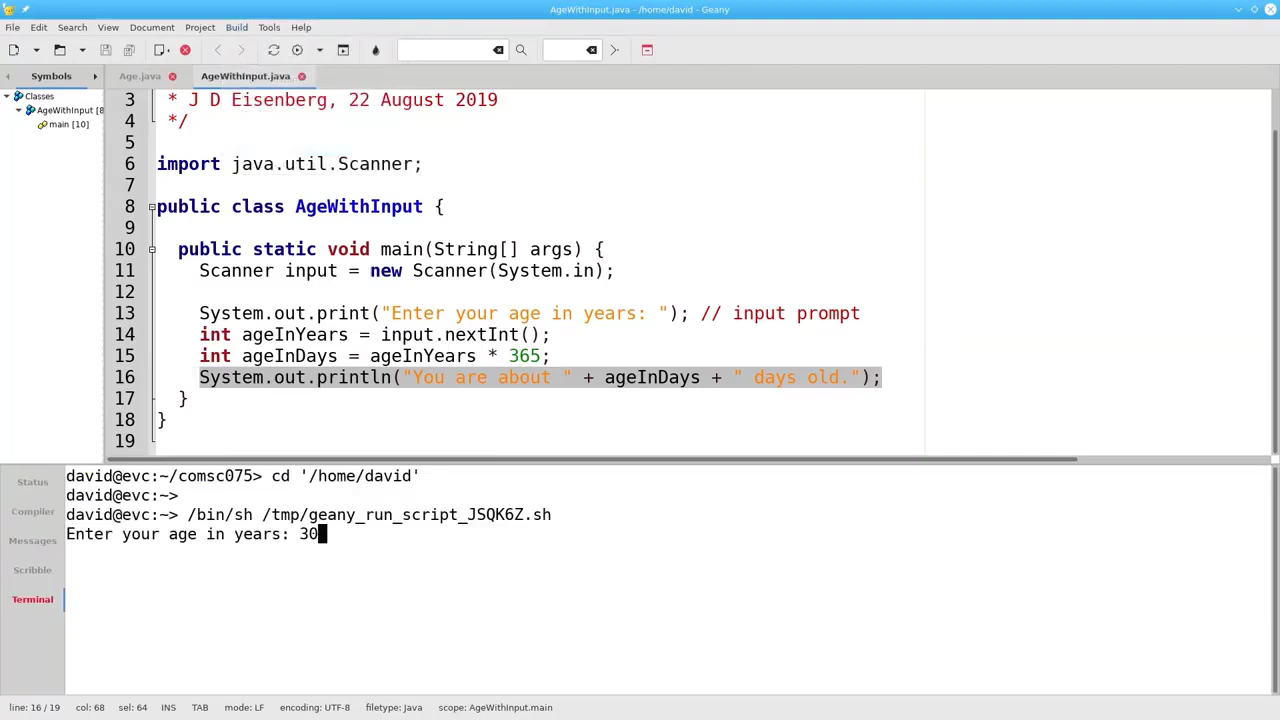 AgeWithInput.java - /home/david - Geany
File Edit Search View Document Project Build Tools Help
Symbols Age.java AgeWithInput.java
Classes
AgeWithInput [8
main [10]
3 * J D Eisenberg, 22 August 2019
4 */
5
6 import java.util.Scanner;
7
8 public class AgeWithInput {
9
10 public static void main(String[] args) {
11 Scanner input = new Scanner(System.in);
12
13 System.out.print("Enter your age in years: "); // input prompt
14 int ageInYears = input.nextInt();
15 int ageInDays = ageInYears * 365;
16 System.out.println("You are about " + ageInDays + " days old.");
17 }
18 }
19
Status
Compiler
Messages
Scribble
Terminal
david@evc:~/comsc075> cd '/home/david'
david@evc:~>
david@evc:~> /bin/sh /tmp/geany_run_script_JSQK6Z.sh
Enter your age in years: 30
line: 16 / 19 col: 68 sel: 64 INS TAB mode: LF encoding: UTF-8 filetype: Java scope: AgeWithInput.main